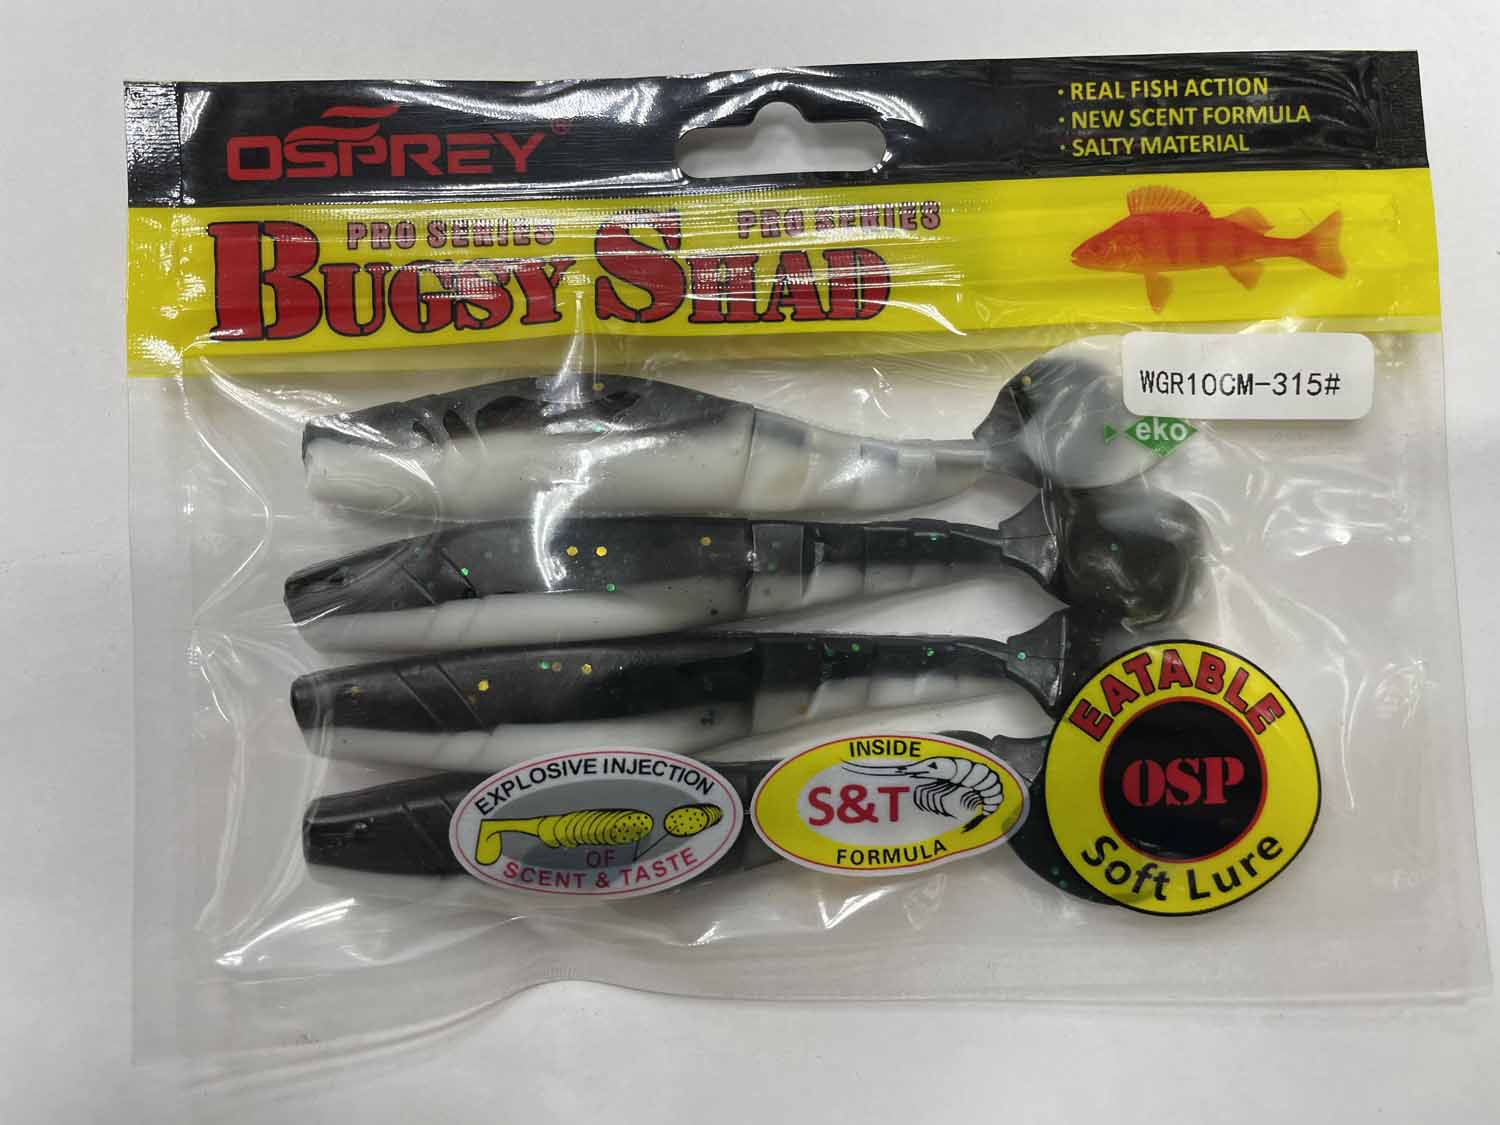 OSPREY®
· REAL FISH ACTION
· NEW SCENT FORMULA
· SALTY MATERIAL
PRO SERIES PRO SERIES
BUGSY SHAD
WGR10CM-315#
eko
EXPLOSIVE INJECTION
OF
SCENT & TASTE
INSIDE
S&T
FORMULA
EATABLE
OSP
Soft Lure